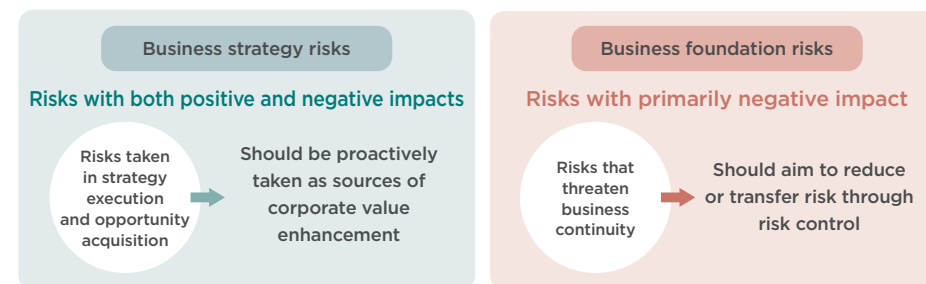 Business strategy risks
Risks with both positive and negative impacts
Risks taken
in strategy
execution
and opportunity
acquisition
Should be proactively
taken as sources of
corporate value
enhancement
Business foundation risks
Risks with primarily negative impact
Risks that
threaten
business
continuity
Should aim to reduce
or transfer risk through
risk control